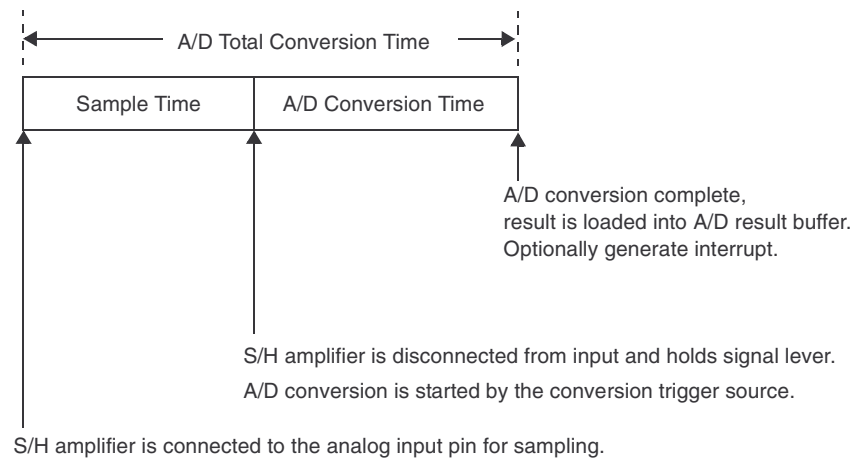 A/D Total Conversion Time
Sample Time
A/D Conversion Time
A/D conversion complete,
result is loaded into A/D result buffer.
Optionally generate interrupt.
S/H amplifier is disconnected from input and holds signal lever.
A/D conversion is started by the conversion trigger source.
S/H amplifier is connected to the analog input pin for sampling.